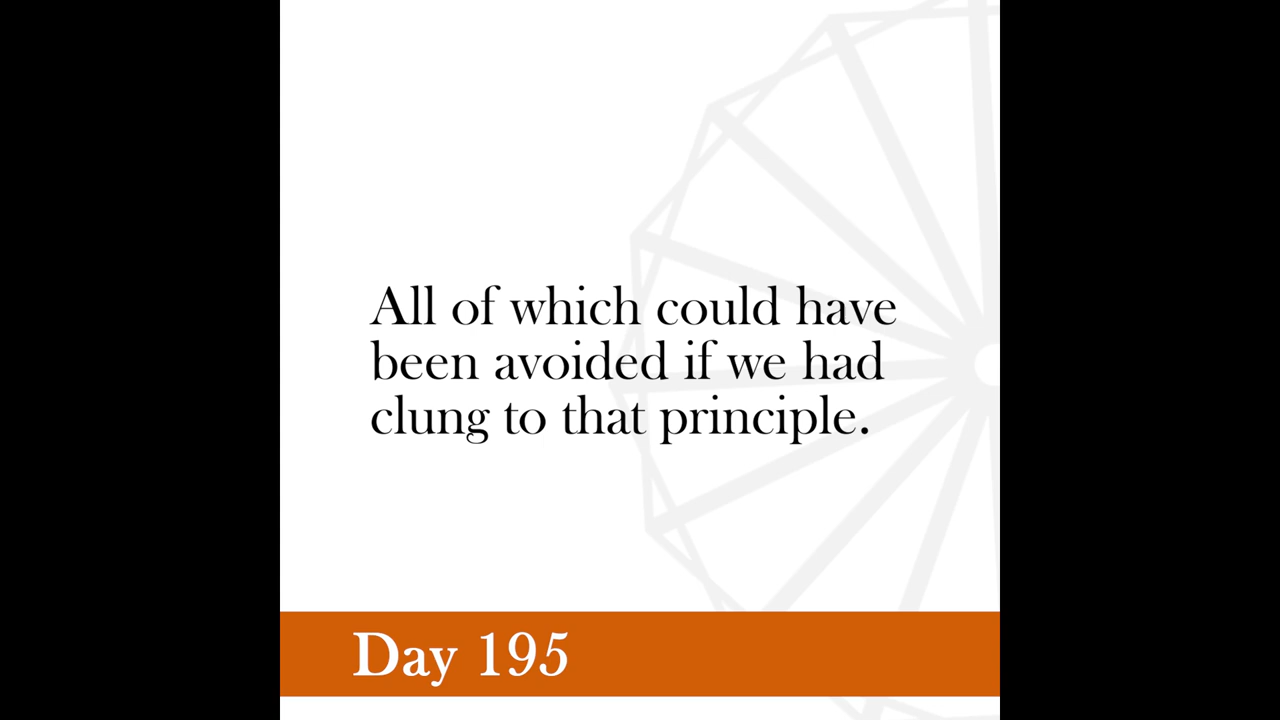 All of which could have
been avoided if we had
clung to that principle.
Day 195